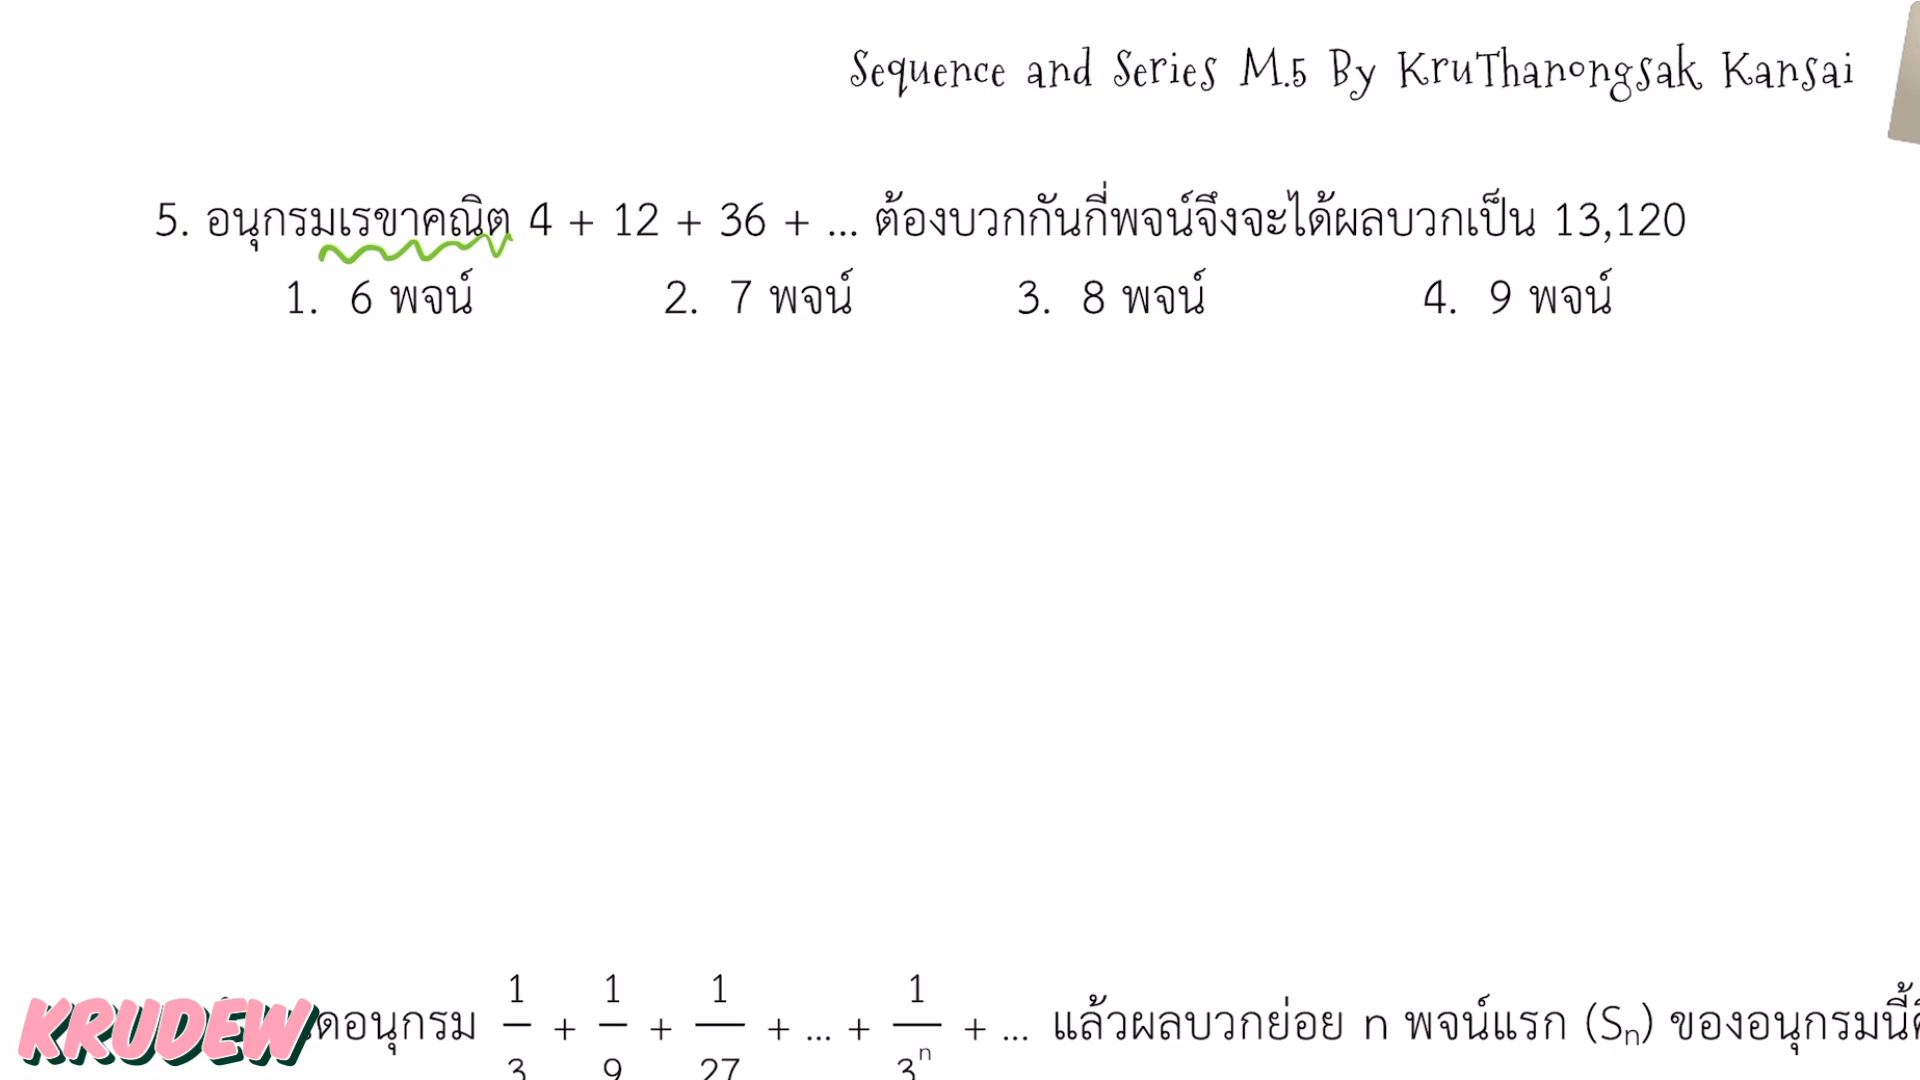 Sequence and Series M.5 By KruThanongsak Kansai
5. อนุกรมเรขาคณิต 4 + 12 + 36 + ... ต้องบวกกันกี่พจน์จึงจะได้ผลบวกเป็น 13,120
1. 6 พจน์ 2. 7 พจน์ 3. 8 พจน์ 4. 9 พจน์
ดอนุกรม 1/3 + 1/9 + 1/27 + ... + 1/3ⁿ + ... แล้วผลบวกย่อย n พจน์แรก (Sₙ) ของอนุกรมนี้
KRUDEW